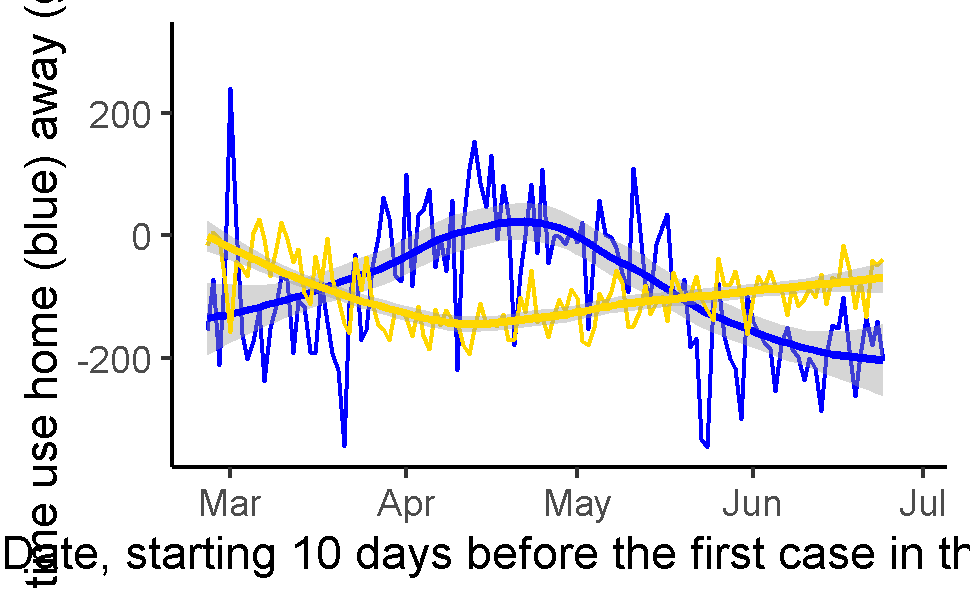 time use home (blue) away (
200
0
-200
Mar Apr May Jun Jul
Date, starting 10 days before the first case in th